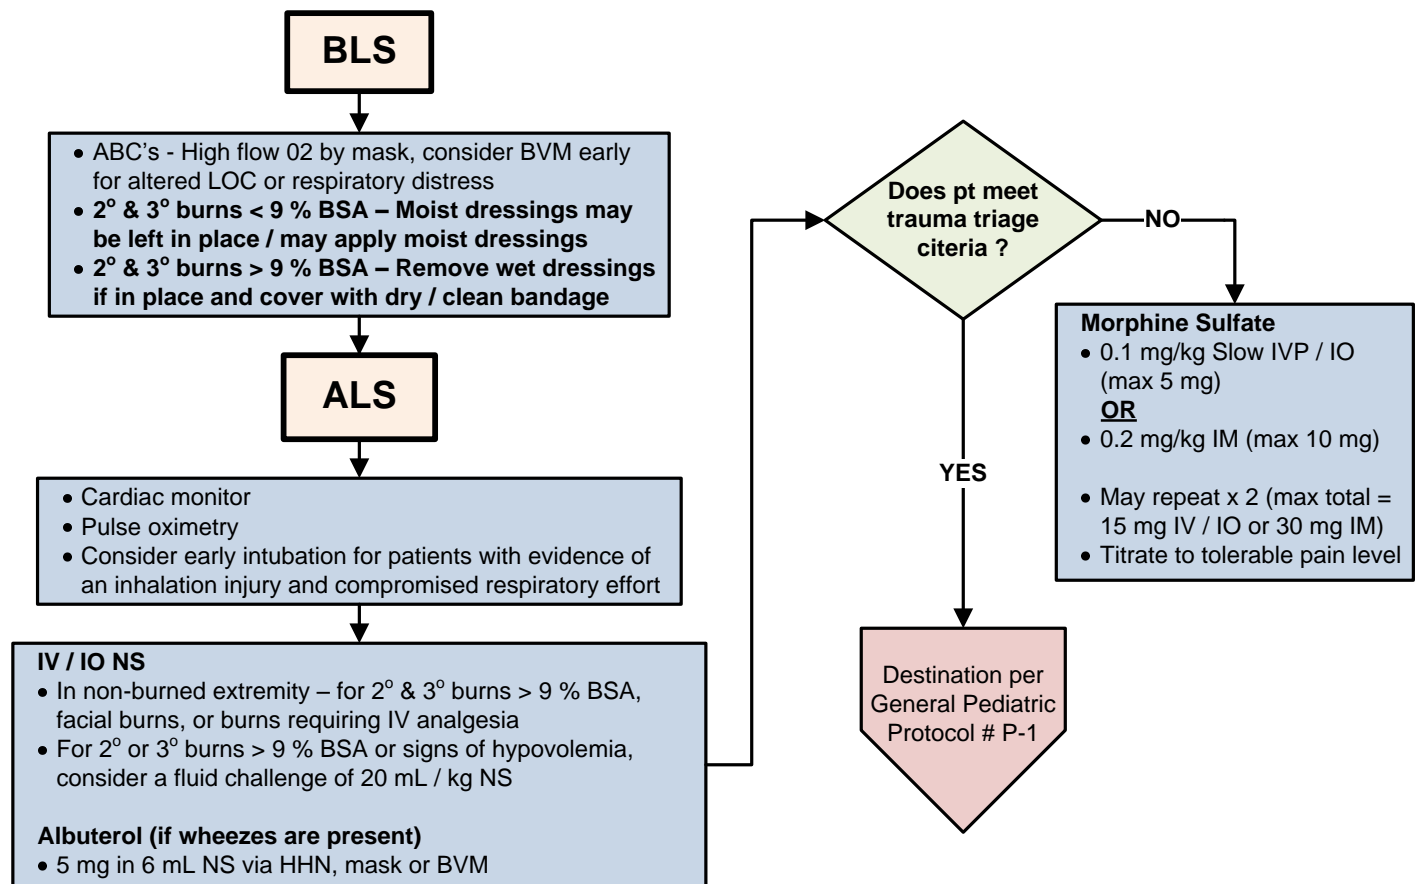 BLS
• ABC's - High flow 02 by mask, consider BVM early
for altered LOC or respiratory distress
• 2º & 3º burns < 9 % BSA – Moist dressings may
be left in place / may apply moist dressings
• 2º & 3º burns > 9 % BSA – Remove wet dressings
if in place and cover with dry / clean bandage
ALS
• Cardiac monitor
• Pulse oximetry
• Consider early intubation for patients with evidence of
an inhalation injury and compromised respiratory effort
IV / IO NS
• In non-burned extremity – for 2º & 3º burns > 9 % BSA,
facial burns, or burns requiring IV analgesia
• For 2º or 3º burns > 9 % BSA or signs of hypovolemia,
consider a fluid challenge of 20 mL / kg NS
Albuterol (if wheezes are present)
• 5 mg in 6 mL NS via HHN, mask or BVM
Does pt meet
trauma triage
citeria ?
NO
Morphine Sulfate
• 0.1 mg/kg Slow IVP / IO
(max 5 mg)
OR
• 0.2 mg/kg IM (max 10 mg)
• May repeat x 2 (max total =
15 mg IV / IO or 30 mg IM)
• Titrate to tolerable pain level
YES
Destination per
General Pediatric
Protocol # P-1